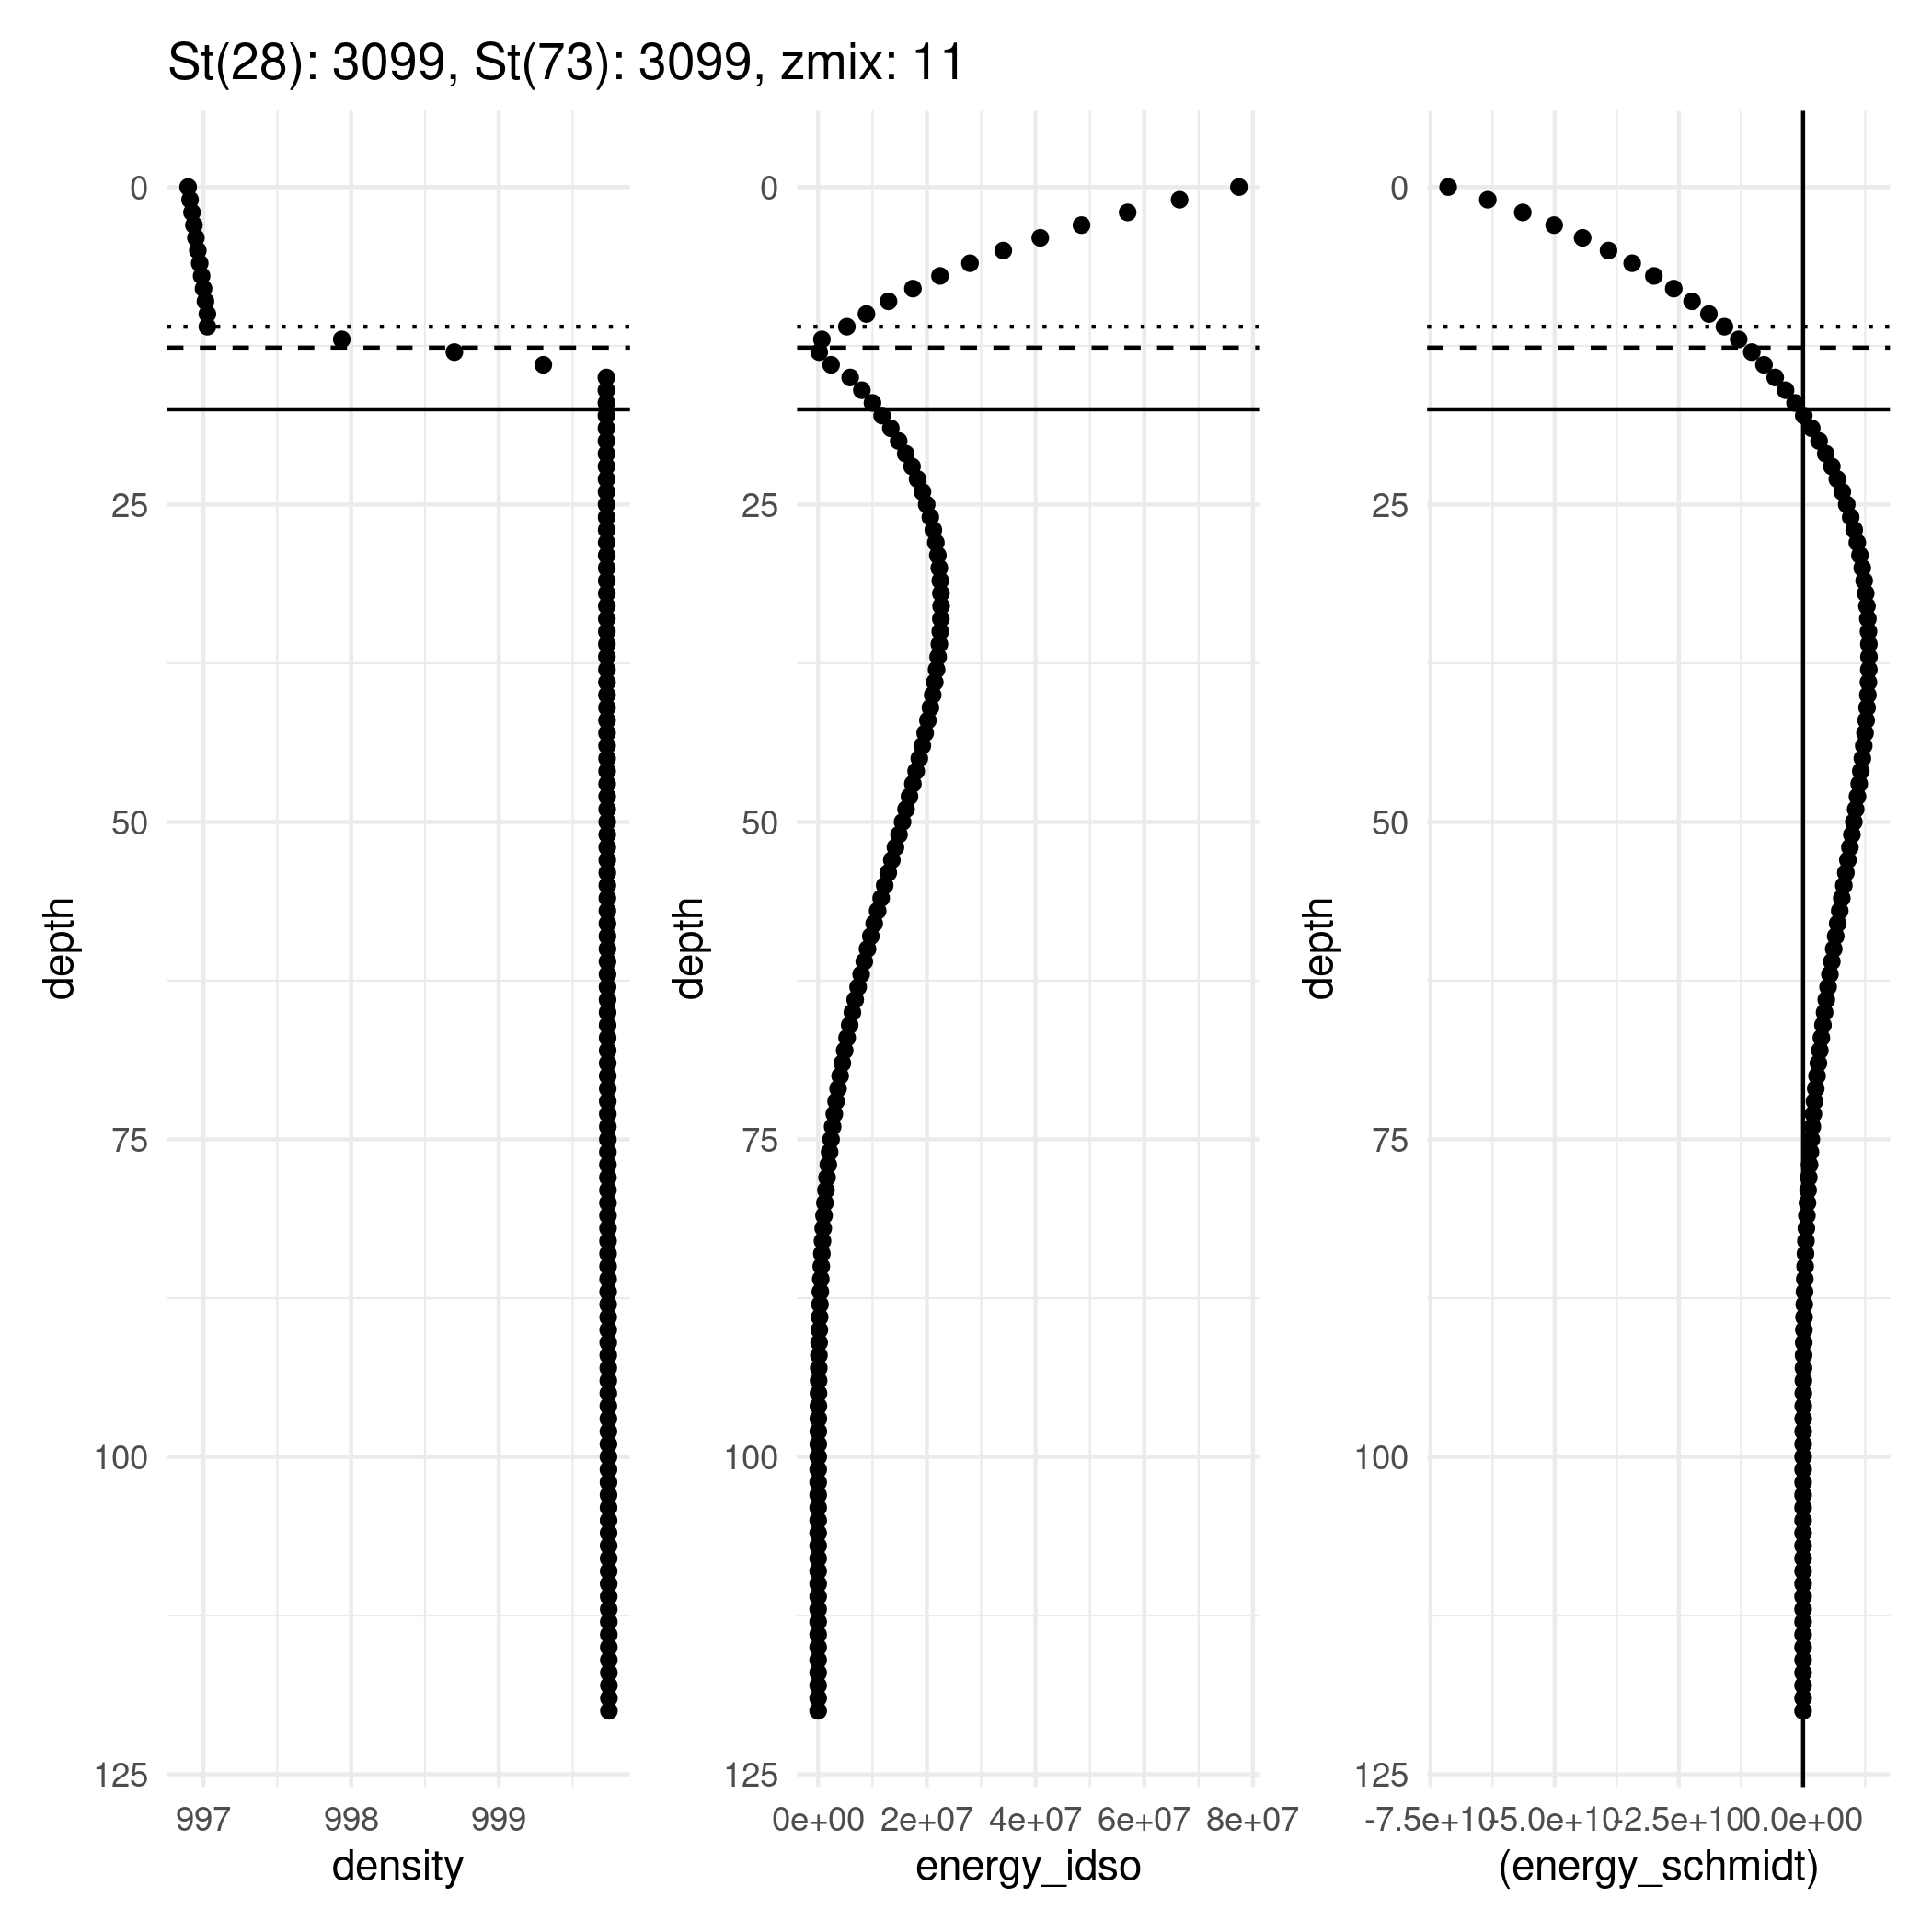 St(28): 3099, St(73): 3099, zmix: 11
depth
0
25
50
75
100
125
997 998 999
density
depth
0
25
50
75
100
125
0e+00 2e+07 4e+07 6e+07 8e+07
energy_idso
depth
0
25
50
75
100
125
-7.5e+10 -5.0e+10 -2.5e+10 0.0e+00
(energy_schmidt)